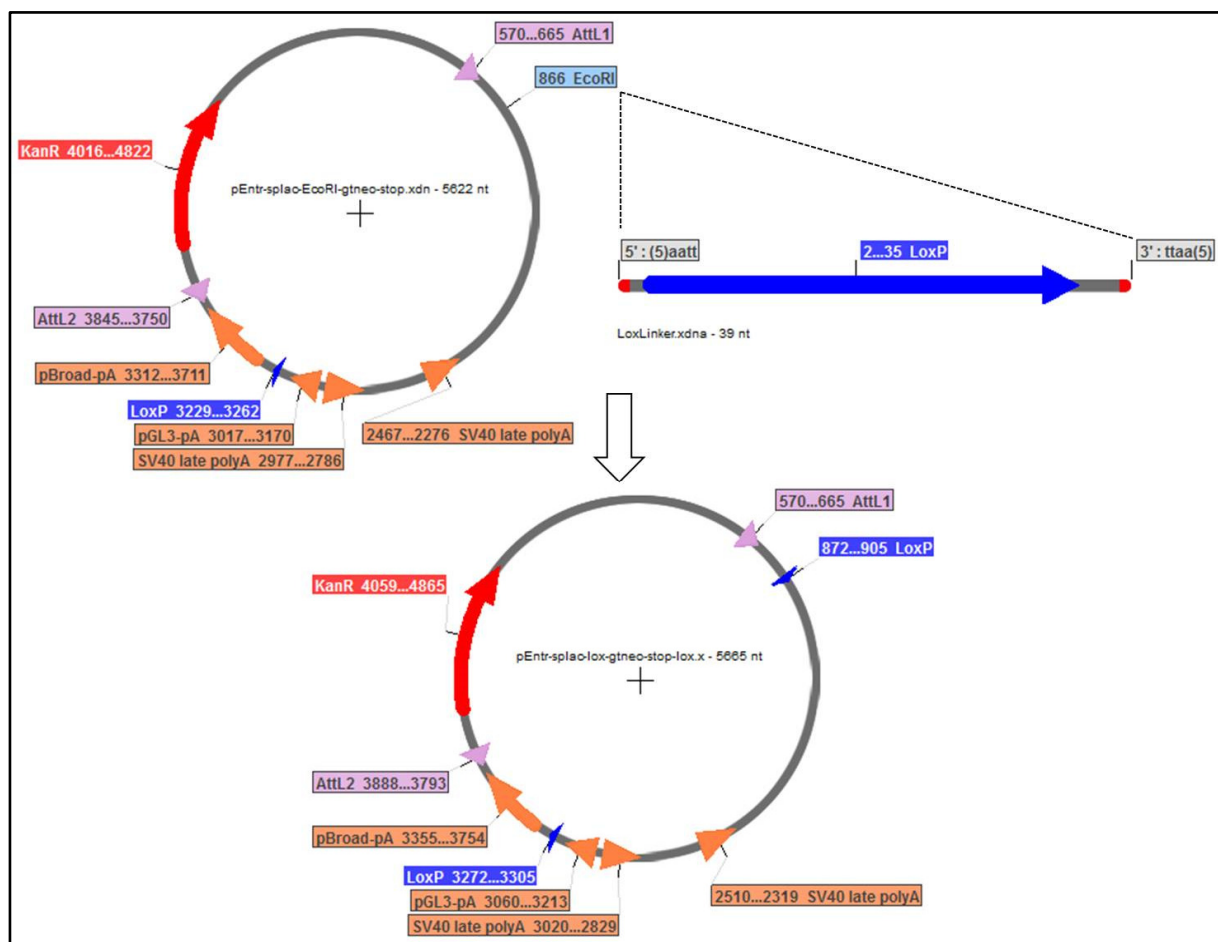 570...665 AttL1
866 EcoRI
KanR 4016...4822
pEntr-splac-EcoRI-gtneo-stop.xdn - 5622 nt
5' : (5)aatt
2...35 LoxP
3' : ttaa(5)
AttL2 3845...3750
LoxLinker.xdna - 39 nt
pBroad-pA 3312...3711
LoxP 3229...3262
pGL3-pA 3017...3170
2467...2276 SV40 late polyA
SV40 late polyA 2977...2786
570...665 AttL1
872...905 LoxP
KanR 4059...4865
pEntr-splac-lox-gtneo-stop-lox.x - 5665 nt
AttL2 3888...3793
pBroad-pA 3355...3754
LoxP 3272...3305
pGL3-pA 3060...3213
2510...2319 SV40 late polyA
SV40 late polyA 3020...2829